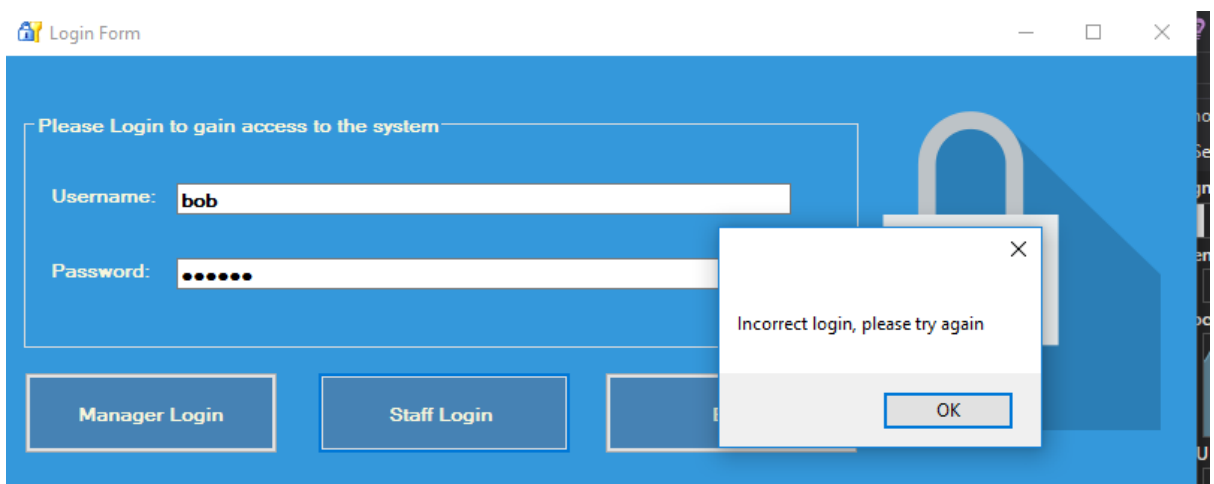 Login Form
Please Login to gain access to the system
Username: bob
Password: ●●●●●●
Incorrect login, please try again
OK
Manager Login Staff Login